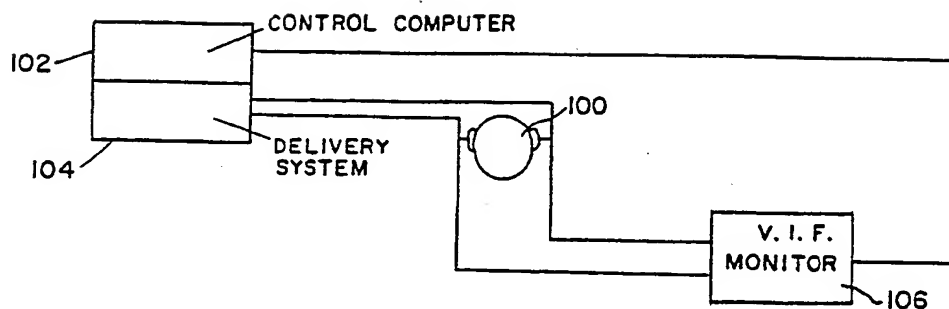 CONTROL COMPUTER
102
100
DELIVERY
SYSTEM
104
V. I. F.
MONITOR
106